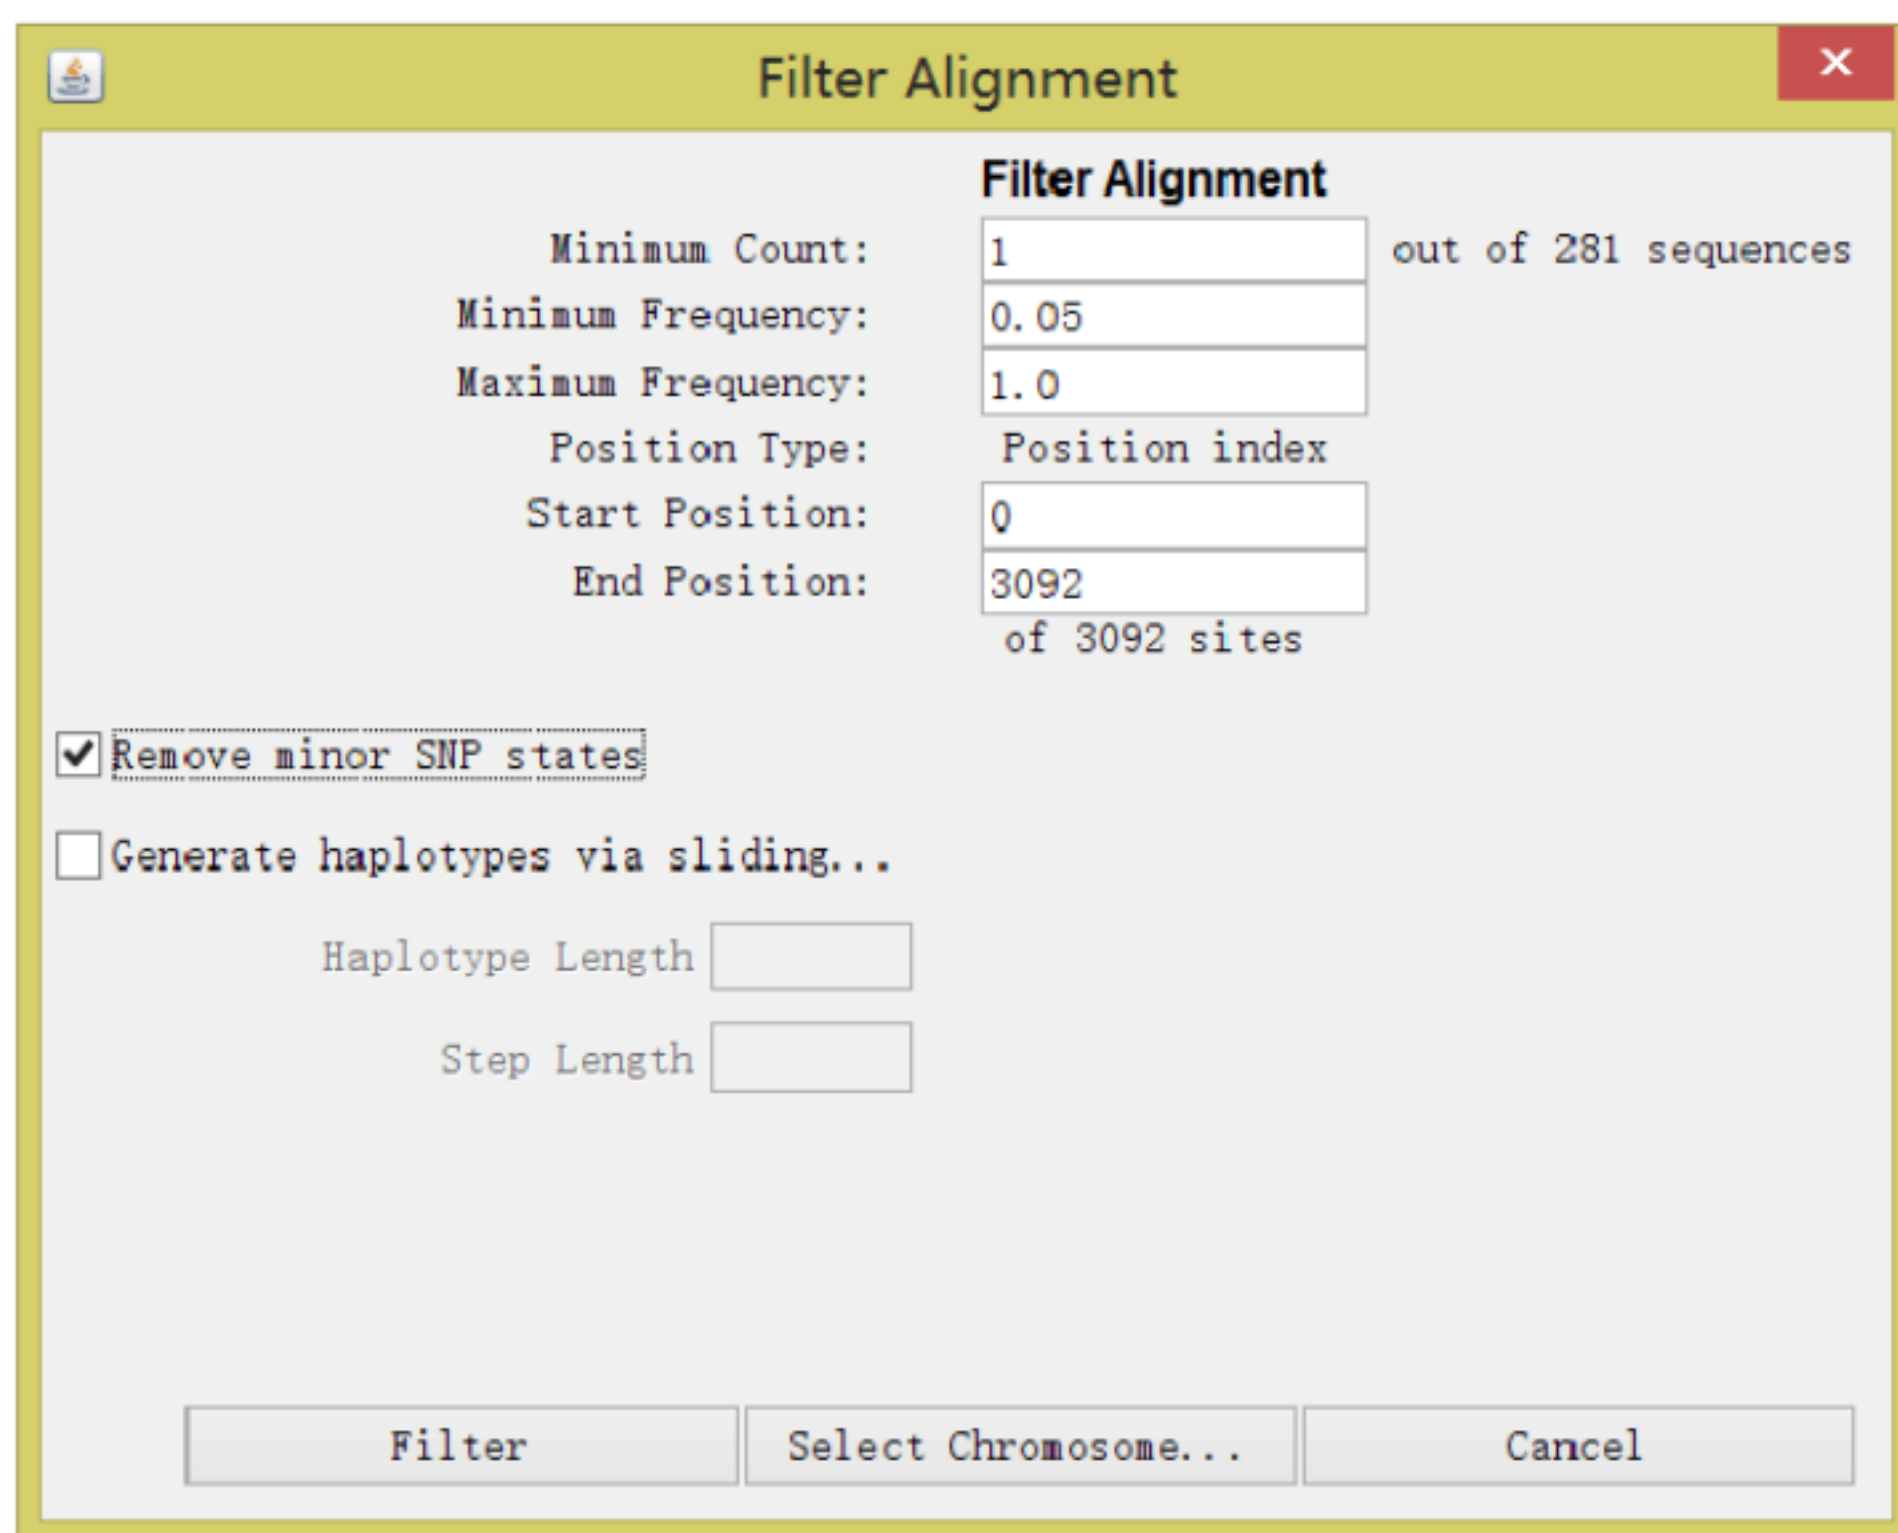 Filter Alignment
Filter Alignment
Minimum Count: 1 out of 281 sequences
Minimum Frequency: 0.05
Maximum Frequency: 1.0
Position Type: Position index
Start Position: 0
End Position: 3092
of 3092 sites
Remove minor SNP states
Generate haplotypes via sliding...
Haplotype Length
Step Length
Filter Select Chromosome... Cancel